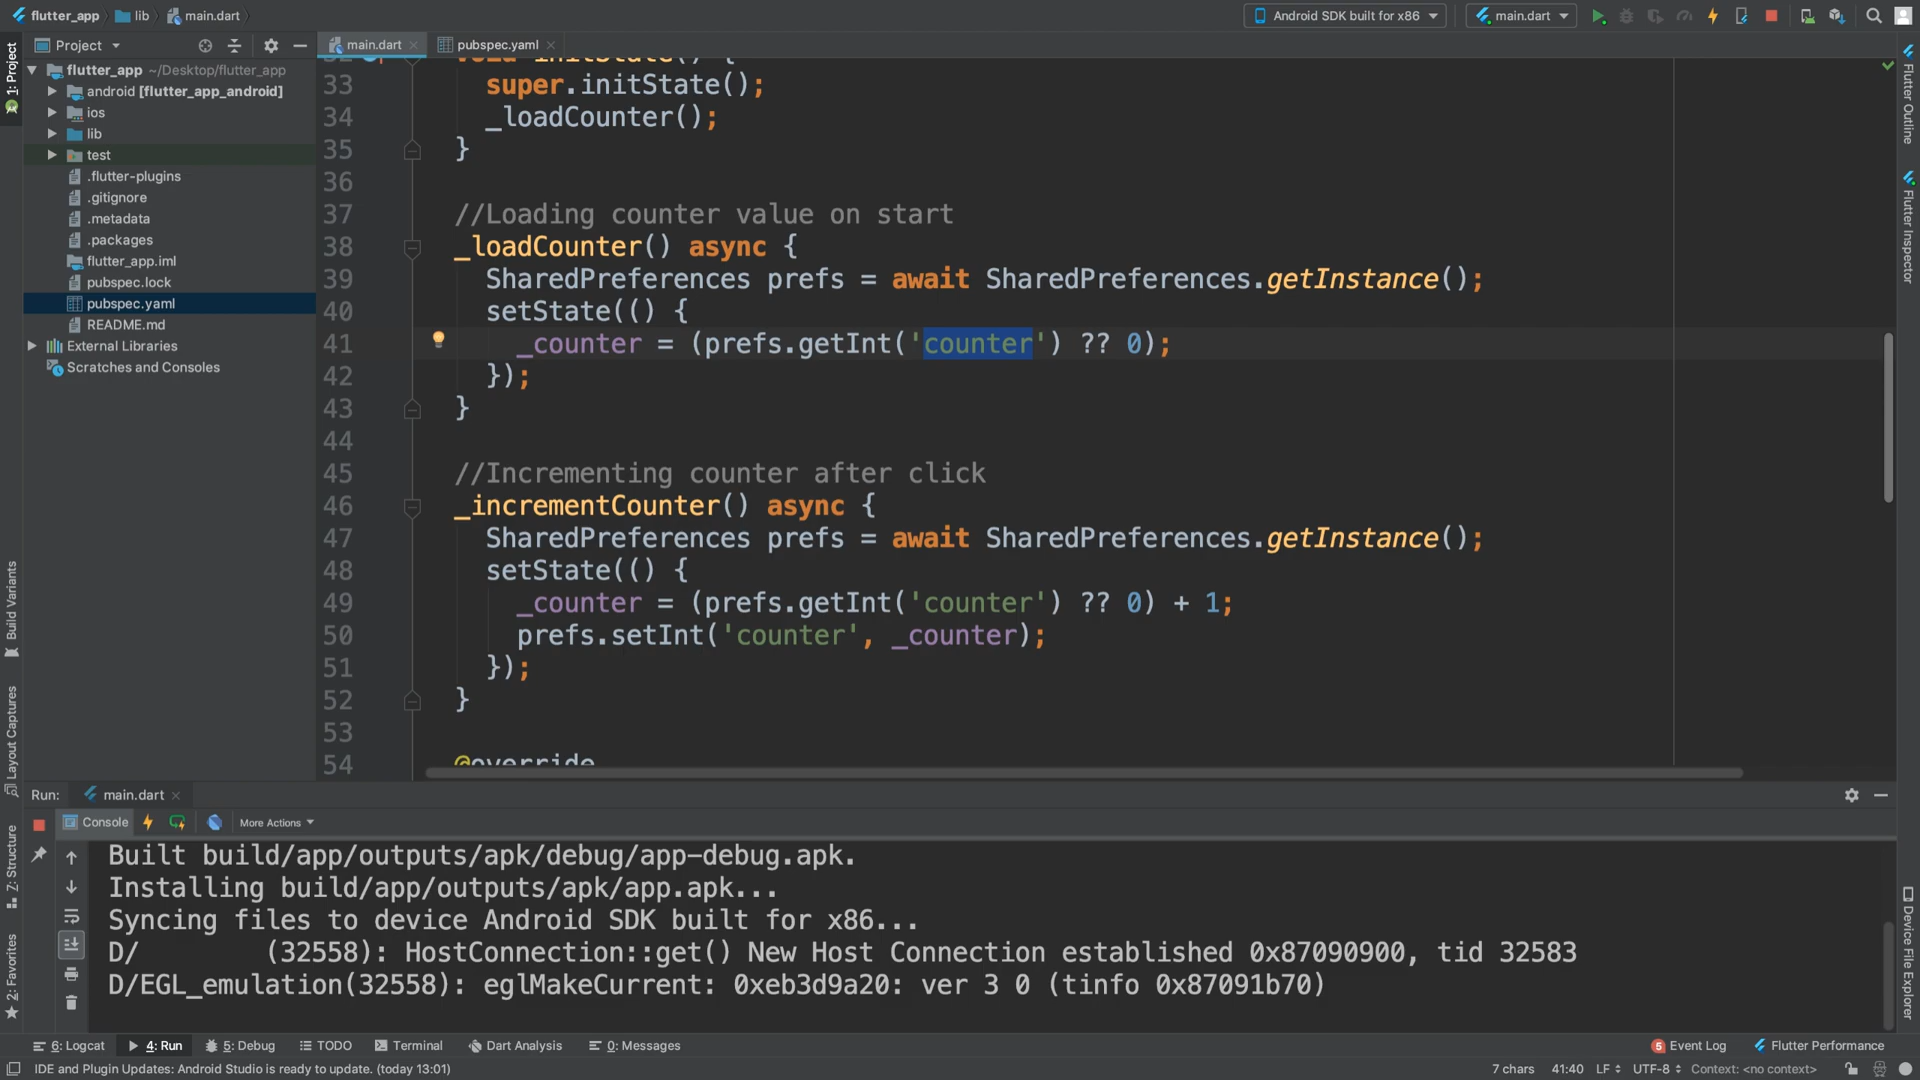 flutter_app lib main.dart Android SDK built for x86 main.dart
Project main.dart pubspec.yaml
flutter_app ~/Desktop/flutter_app
android [flutter_app_android]
ios
lib
test
.flutter-plugins
.gitignore
.metadata
.packages
flutter_app.iml
pubspec.lock
pubspec.yaml
README.md
External Libraries
Scratches and Consoles
1: Project
Build Variants
Layout Captures
Z: Structure
2: Favorites
32 void initState() {
33 super.initState();
34 _loadCounter();
35 }
36
37 //Loading counter value on start
38 _loadCounter() async {
39 SharedPreferences prefs = await SharedPreferences.getInstance();
40 setState(() {
41 _counter = (prefs.getInt('counter') ?? 0);
42 });
43 }
44
45 //Incrementing counter after click
46 _incrementCounter() async {
47 SharedPreferences prefs = await SharedPreferences.getInstance();
48 setState(() {
49 _counter = (prefs.getInt('counter') ?? 0) + 1;
50 prefs.setInt('counter', _counter);
51 });
52 }
53
54 @override
Flutter Outline
Flutter Inspector
Device File Explorer
Run: main.dart
Console More Actions
Built build/app/outputs/apk/debug/app-debug.apk.
Installing build/app/outputs/apk/app.apk...
Syncing files to device Android SDK built for x86...
D/ (32558): HostConnection::get() New Host Connection established 0x87090900, tid 32583
D/EGL_emulation(32558): eglMakeCurrent: 0xeb3d9a20: ver 3 0 (tinfo 0x87091b70)
6: Logcat 4: Run 5: Debug TODO Terminal Dart Analysis 0: Messages 5 Event Log Flutter Performance
IDE and Plugin Updates: Android Studio is ready to update. (today 13:01) 7 chars 41:40 LF UTF-8 Context: <no context>